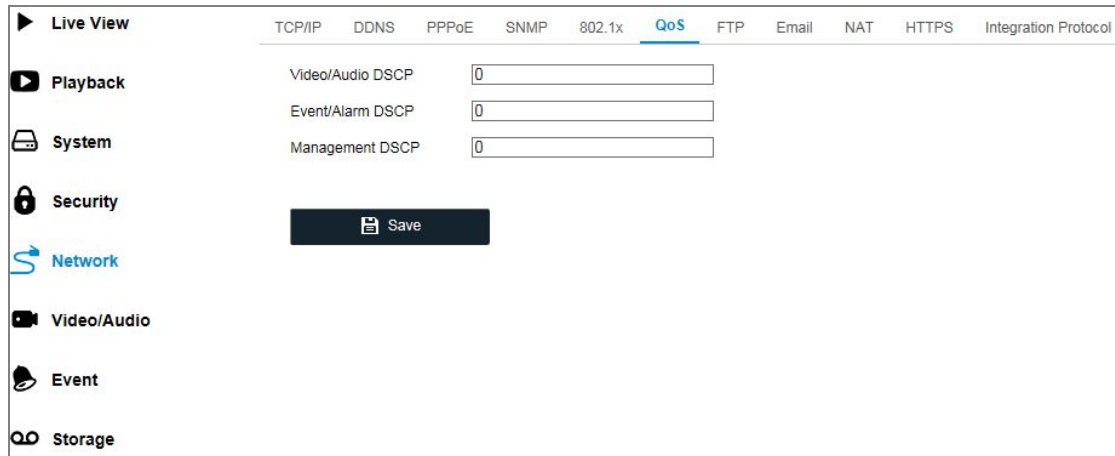 Live View
TCP/IP DDNS PPPoE SNMP 802.1x QoS FTP Email NAT HTTPS Integration Protocol
Playback
Video/Audio DSCP 0
Event/Alarm DSCP 0
System
Management DSCP 0
Security
Save
Network
Video/Audio
Event
Storage